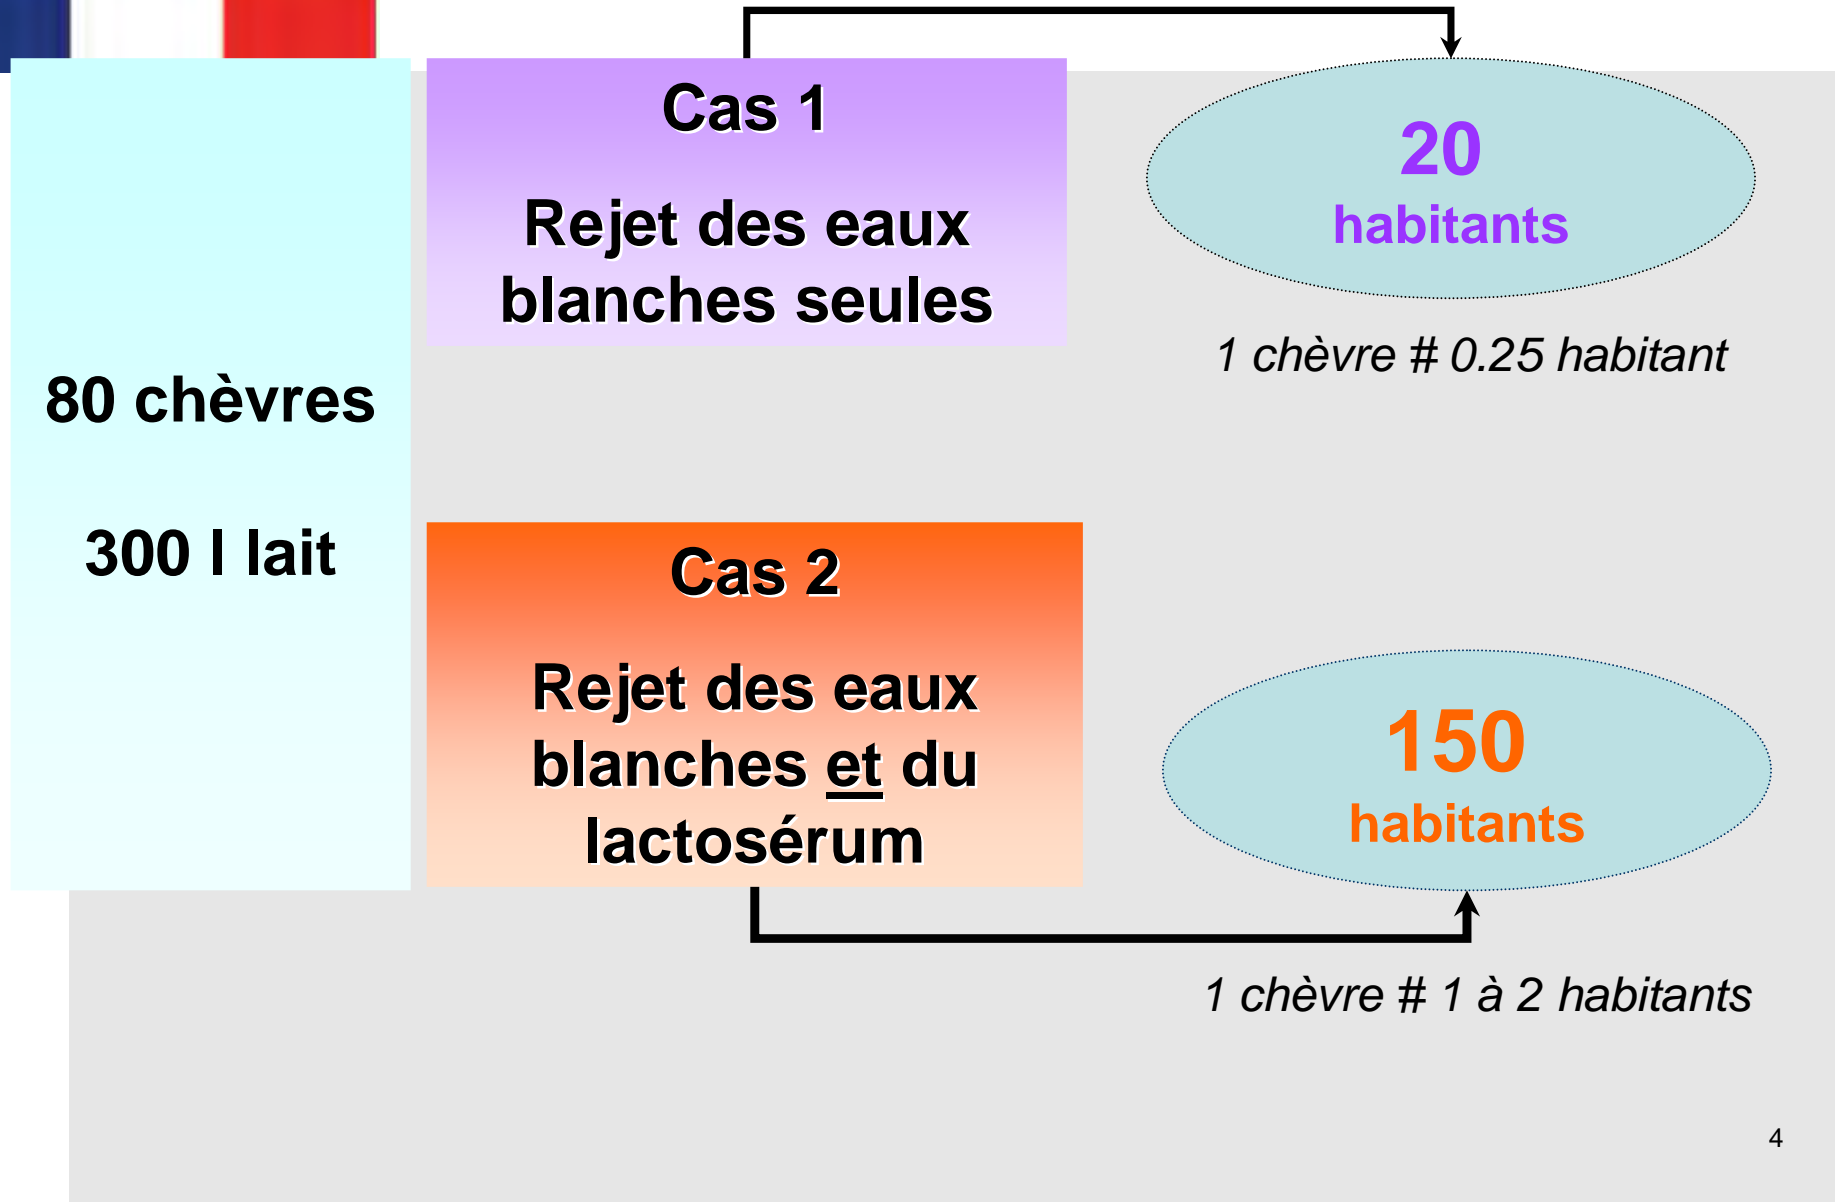 80 chèvres
300 l lait
Cas 1
Rejet des eaux
blanches seules
20
habitants
1 chèvre # 0.25 habitant
Cas 2
Rejet des eaux
blanches et du
lactosérum
150
habitants
1 chèvre # 1 à 2 habitants
4